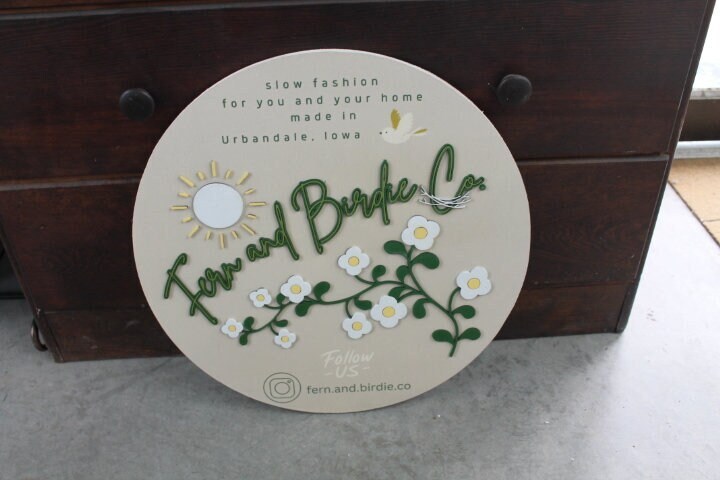 slow fashion
for you and your home
made in
Urbandale, Iowa
Fern and Birdie Co.
Follow
US
fern.and.birdie.co